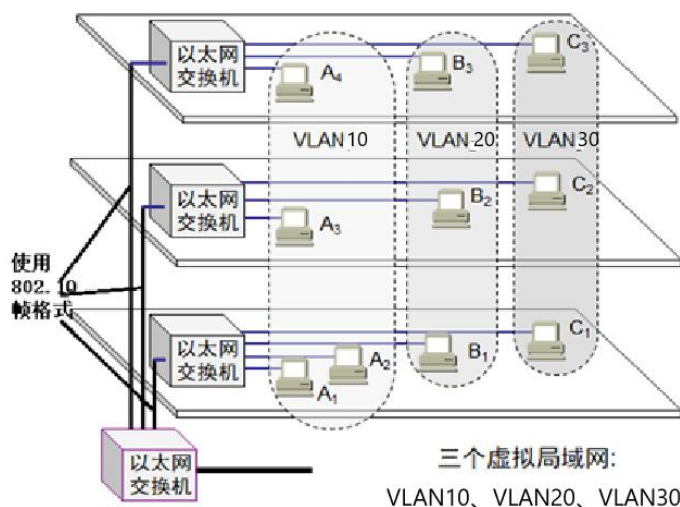 以太网
交换机
A4
B3
C3
VLAN10
VLAN-20
VLAN30
以太网
交换机
A3
B2
C2
使用
802.1Q
帧格式
以太网
交换机
A1
A2
B1
C1
以太网
交换机
三个虚拟局域网:
VLAN10、VLAN20、VLAN30